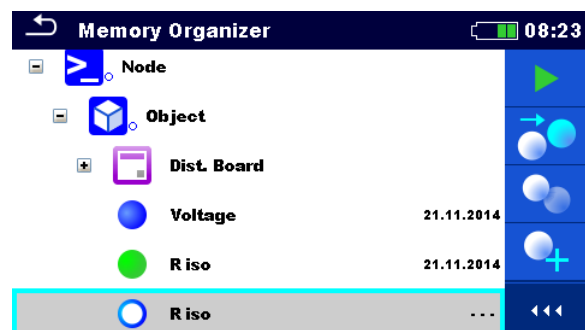 Memory Organizer 08:23
Node
Object
Dist. Board
Voltage 21.11.2014
R iso 21.11.2014
R iso ---